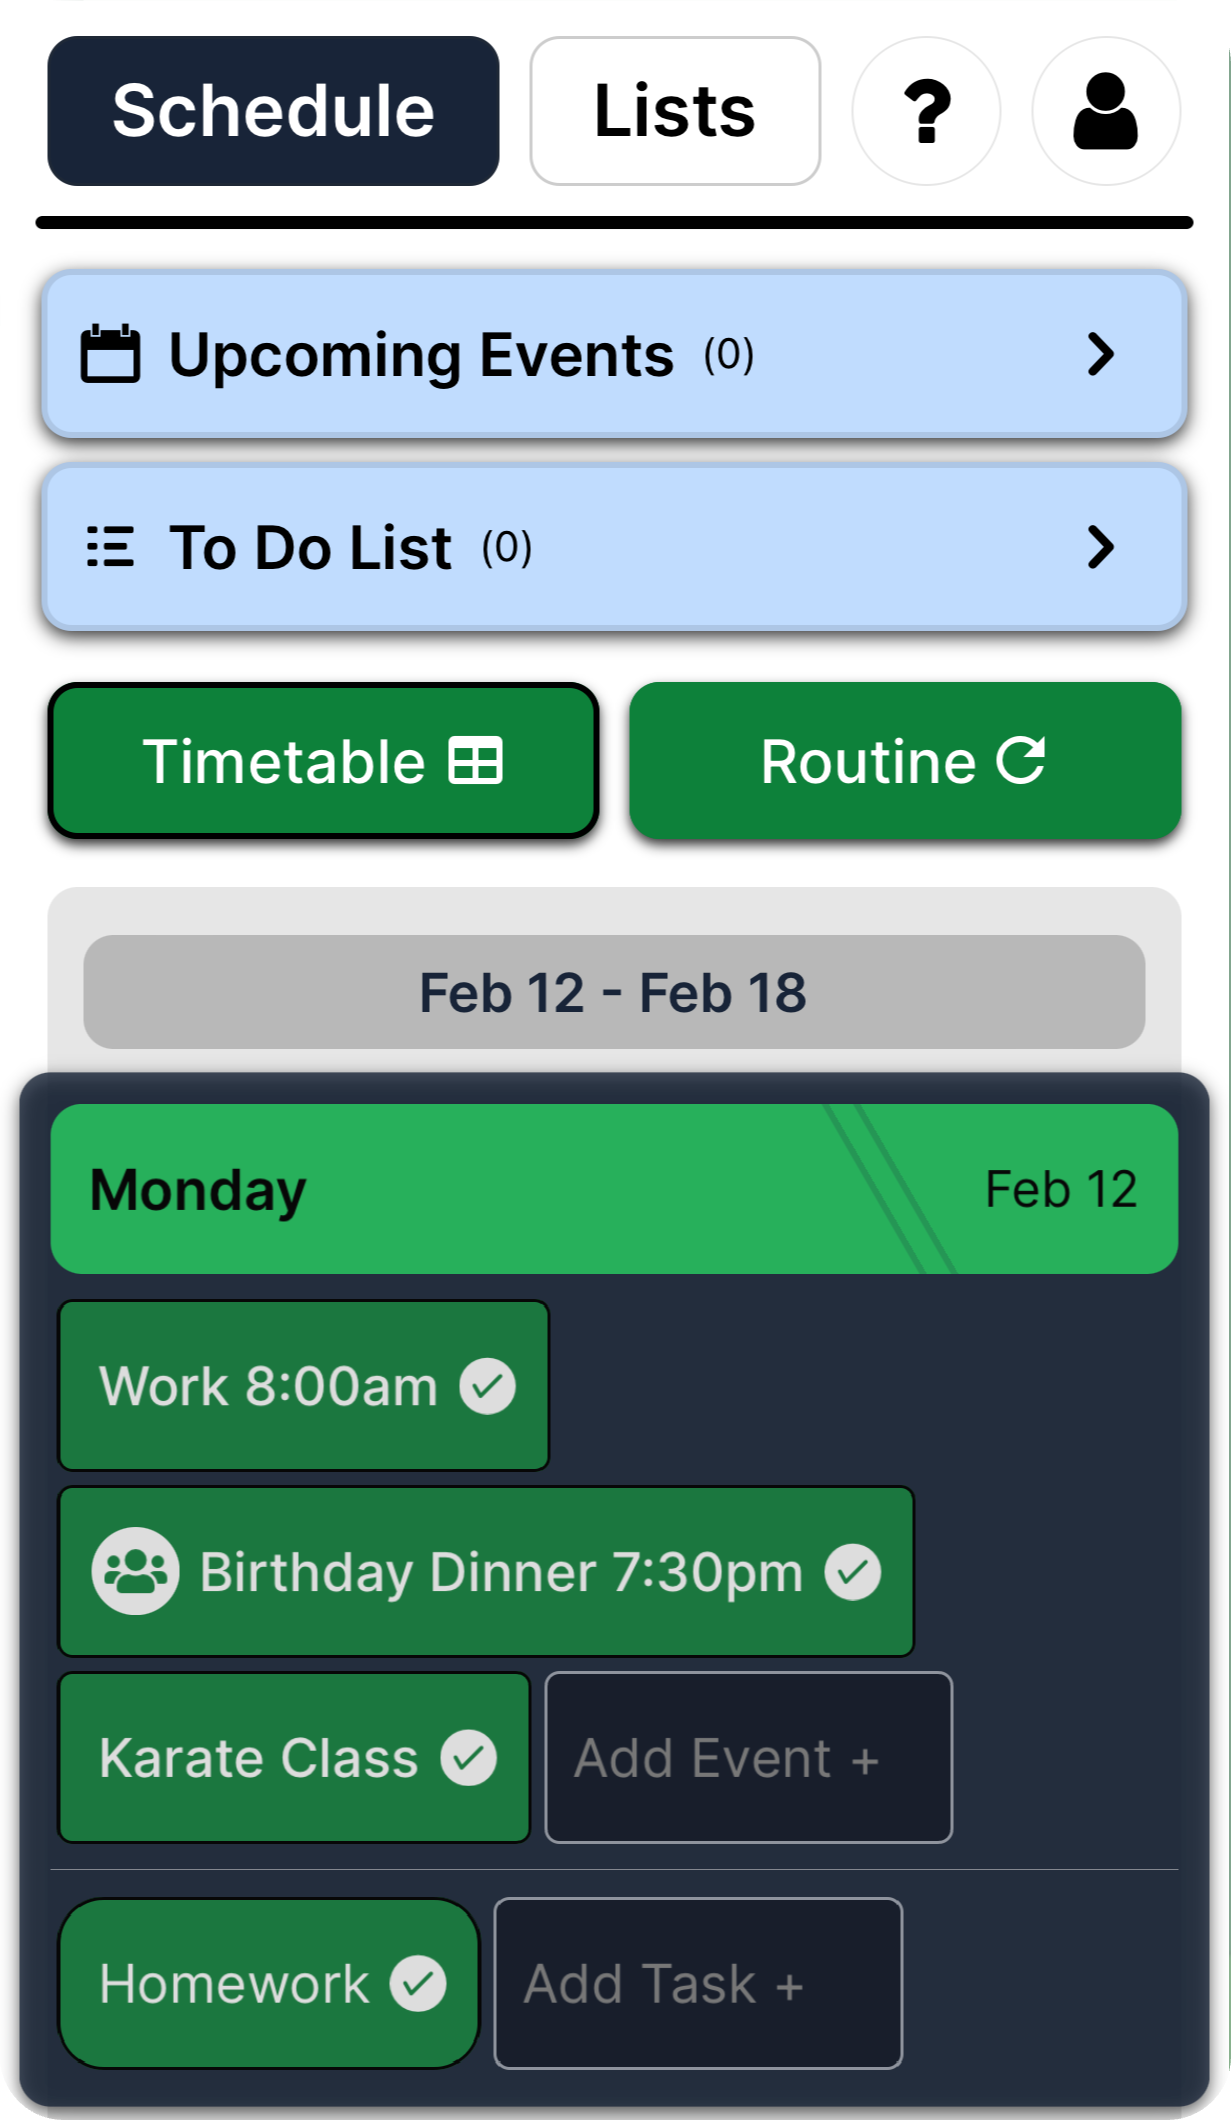 Schedule Lists ?
Upcoming Events (0)
To Do List (0)
Timetable Routine
Feb 12 - Feb 18
Monday Feb 12
Work 8:00am
Birthday Dinner 7:30pm
Karate Class Add Event +
Homework Add Task +